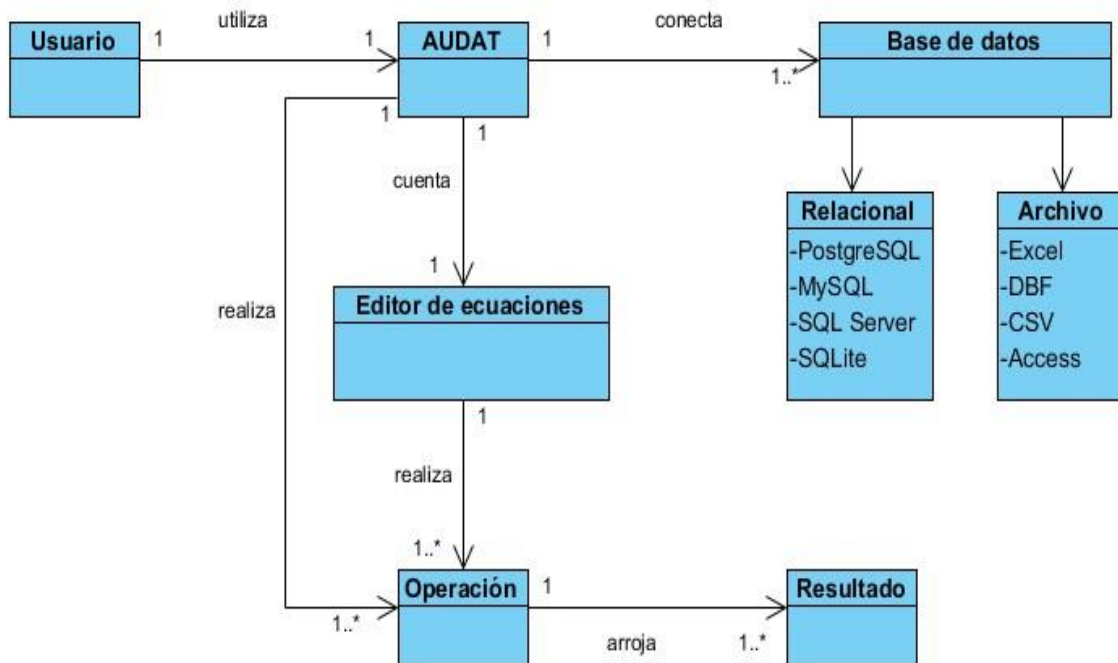 utiliza
conecta
Usuario
1
1
AUDAT
1
1..*
Base de datos
1
1
cuenta
Relacional
-PostgreSQL
-MySQL
-SQL Server
-SQLite
Archivo
-Excel
-DBF
-CSV
-Access
1
Editor de ecuaciones
realiza
1
realiza
1..*
Operación
1
1..*
arroja
1..*
Resultado